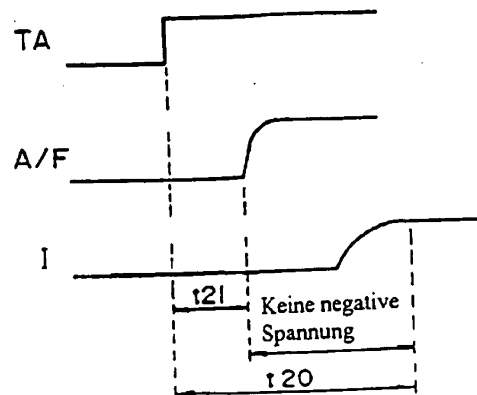 TA
A/F
I
t21
Keine negative
Spannung
t20